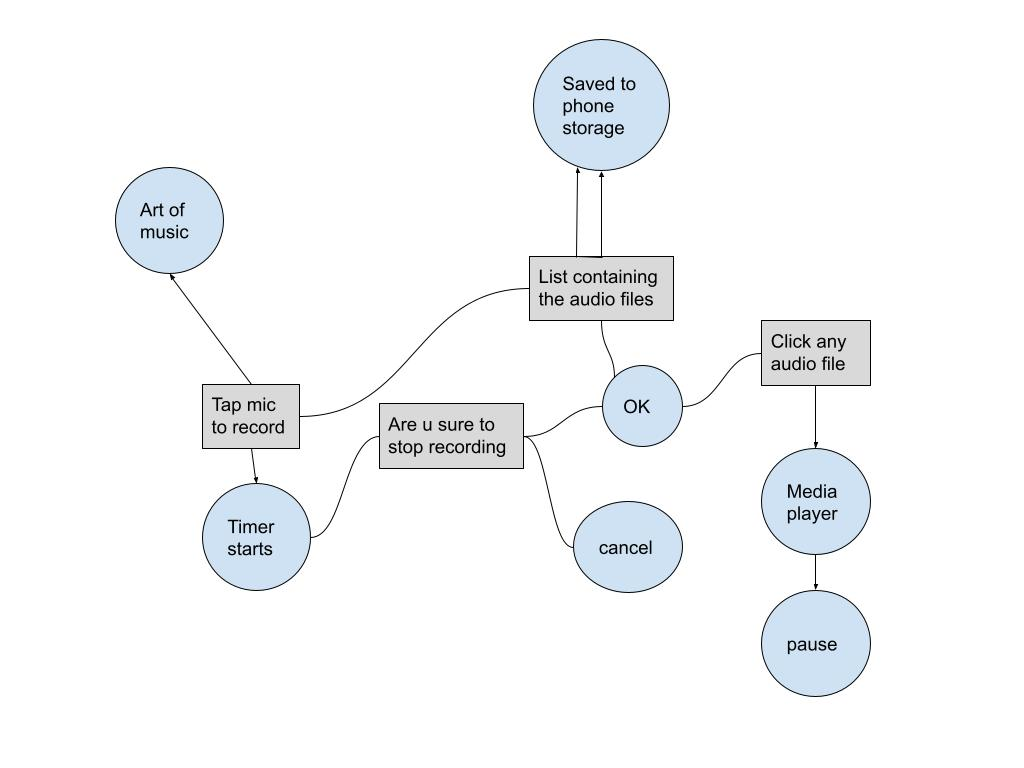 Saved to
phone
storage
Art of
music
List containing
the audio files
Click any
audio file
Tap mic
to record
Are u sure to
stop recording
OK
Media
player
Timer
starts
cancel
pause